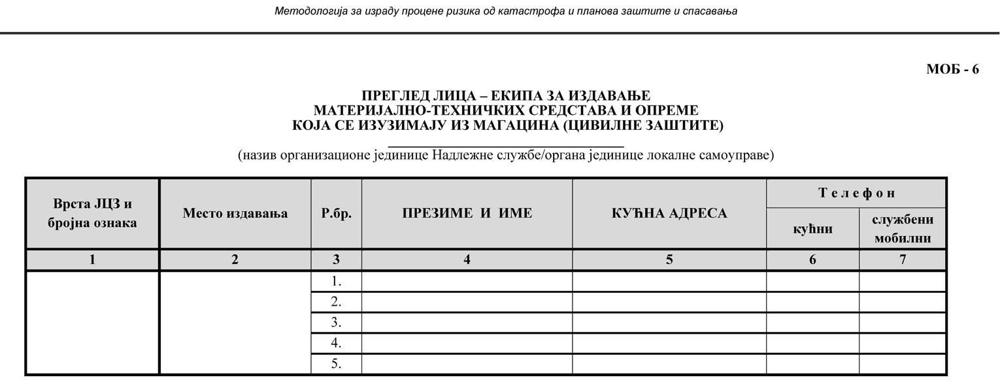 Методологија за израду процене ризика од катастрофа и планова заштите и спасавања
МОБ - 6
ПРЕГЛЕД ЛИЦА – ЕКИПА ЗА ИЗДАВАЊЕ
МАТЕРИЈАЛНО-ТЕХНИЧКИХ СРЕДСТАВА И ОПРЕМЕ
КОЈА СЕ ИЗУЗИМАЈУ ИЗ МАГАЦИНА (ЦИВИЛНЕ ЗАШТИТЕ)
(назив организационе јединице Надлежне службе/органа јединице локалне самоуправе)
Врста ЈЦЗ и
бројна ознака
Место издавања
Р.бр.
ПРЕЗИМЕ И ИМЕ
КУЋНА АДРЕСА
Т е л е ф о н
кућни
службени
мобилни
1 2 3 4 5 6 7
1.
2.
3.
4.
5.